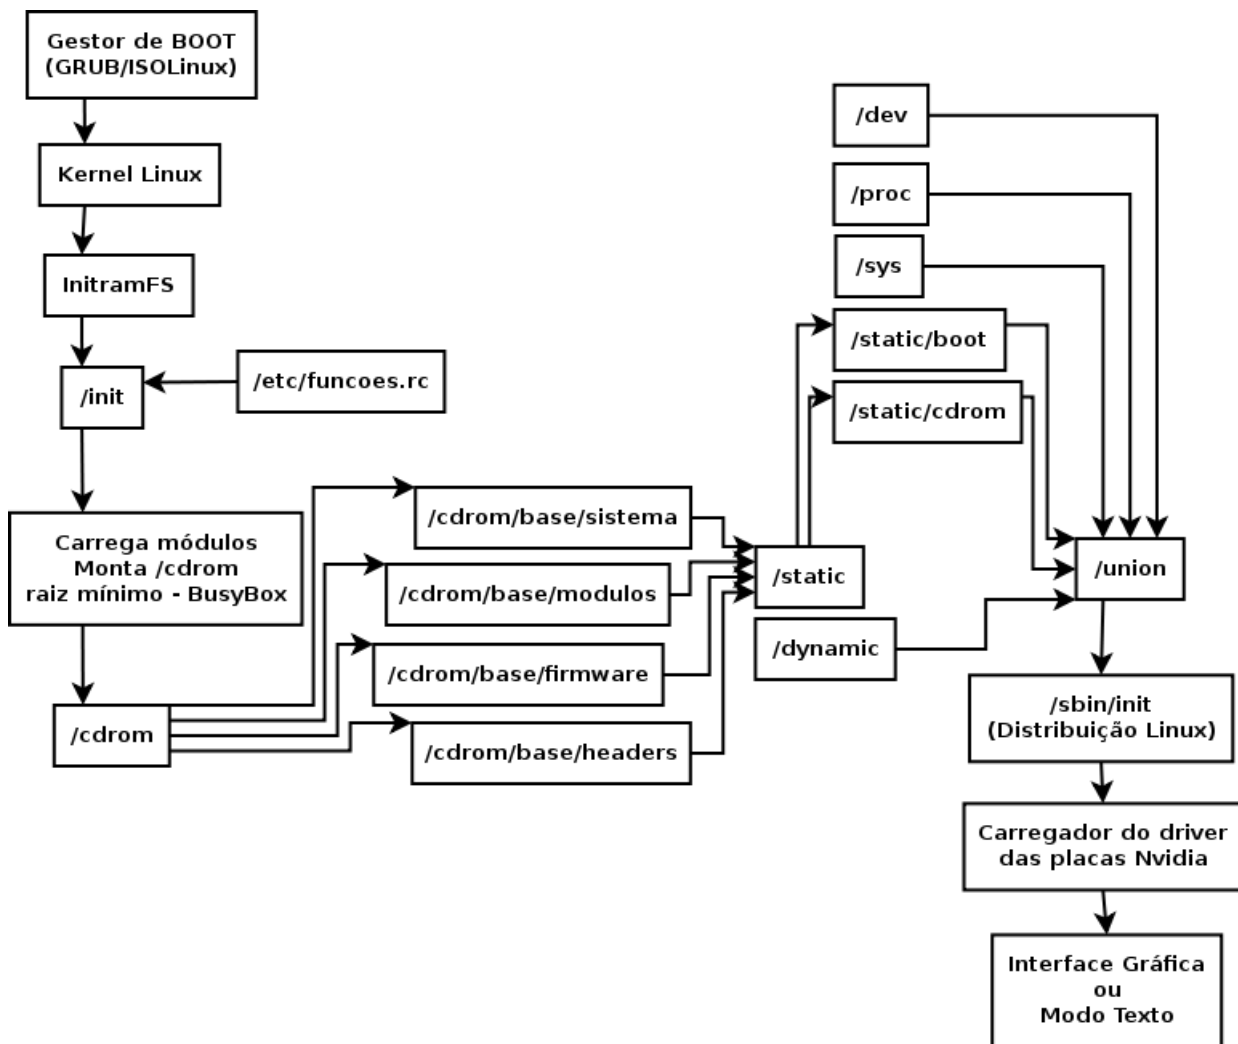 Gestor de BOOT
(GRUB/ISOLinux)
Kernel Linux
InitramFS
/init
/etc/funcoes.rc
Carrega módulos
Monta /cdrom
raiz mínimo - BusyBox
/cdrom
/cdrom/base/sistema
/cdrom/base/modulos
/cdrom/base/firmware
/cdrom/base/headers
/static
/dynamic
/dev
/proc
/sys
/static/boot
/static/cdrom
/union
/sbin/init
(Distribuição Linux)
Carregador do driver
das placas Nvidia
Interface Gráfica
ou
Modo Texto